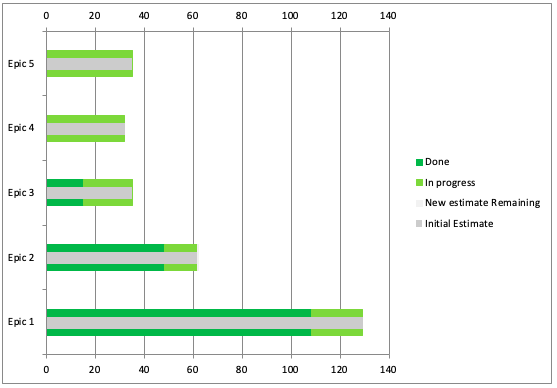 0 20 40 60 80 100 120 140
Epic 5
Epic 4
Epic 3
Epic 2
Epic 1
0 20 40 60 80 100 120 140
Done
In progress
New estimate Remaining
Initial Estimate